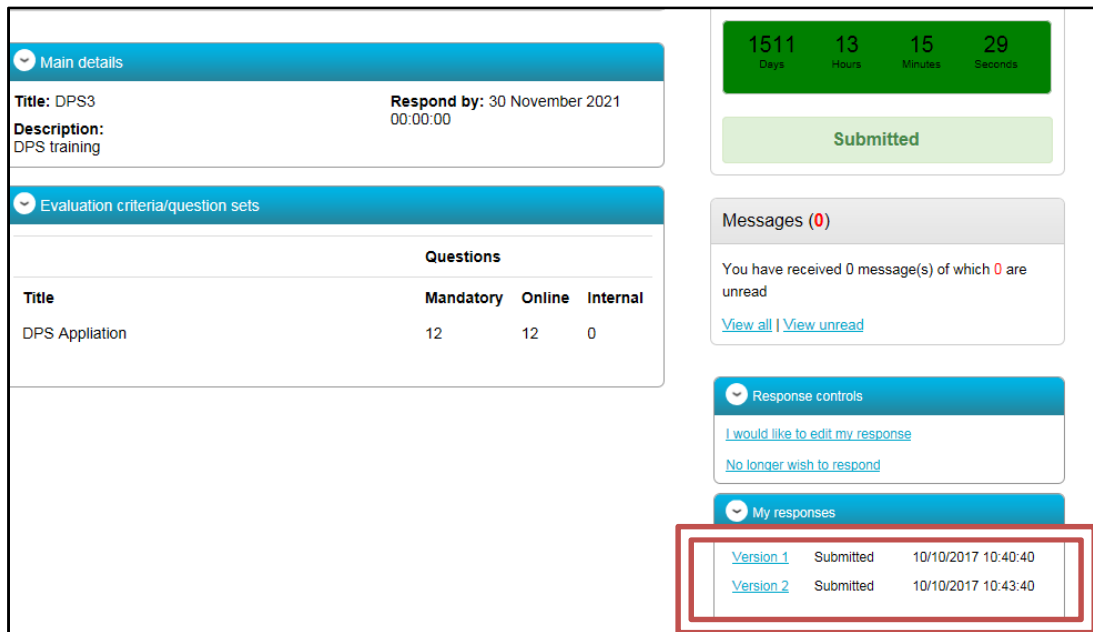 Main details
Title: DPS3
Respond by: 30 November 2021
00:00:00
Description:
DPS training
Evaluation criteria/question sets
Questions
Title Mandatory Online Internal
DPS Appliation 12 12 0
1511 13 15 29
Days Hours Minutes Seconds
Submitted
Messages (0)
You have received 0 message(s) of which 0 are
unread
View all | View unread
Response controls
I would like to edit my response
No longer wish to respond
My responses
Version 1 Submitted 10/10/2017 10:40:40
Version 2 Submitted 10/10/2017 10:43:40